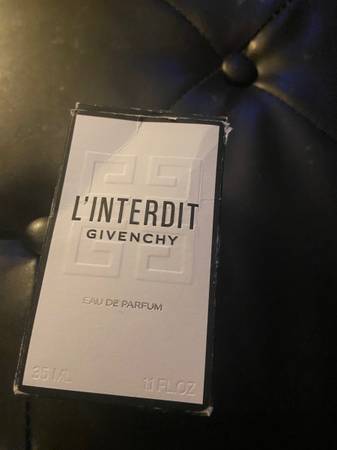 L'INTERDIT
GIVENCHY
EAU DE PARFUM
35 ML 1.1 FL.OZ